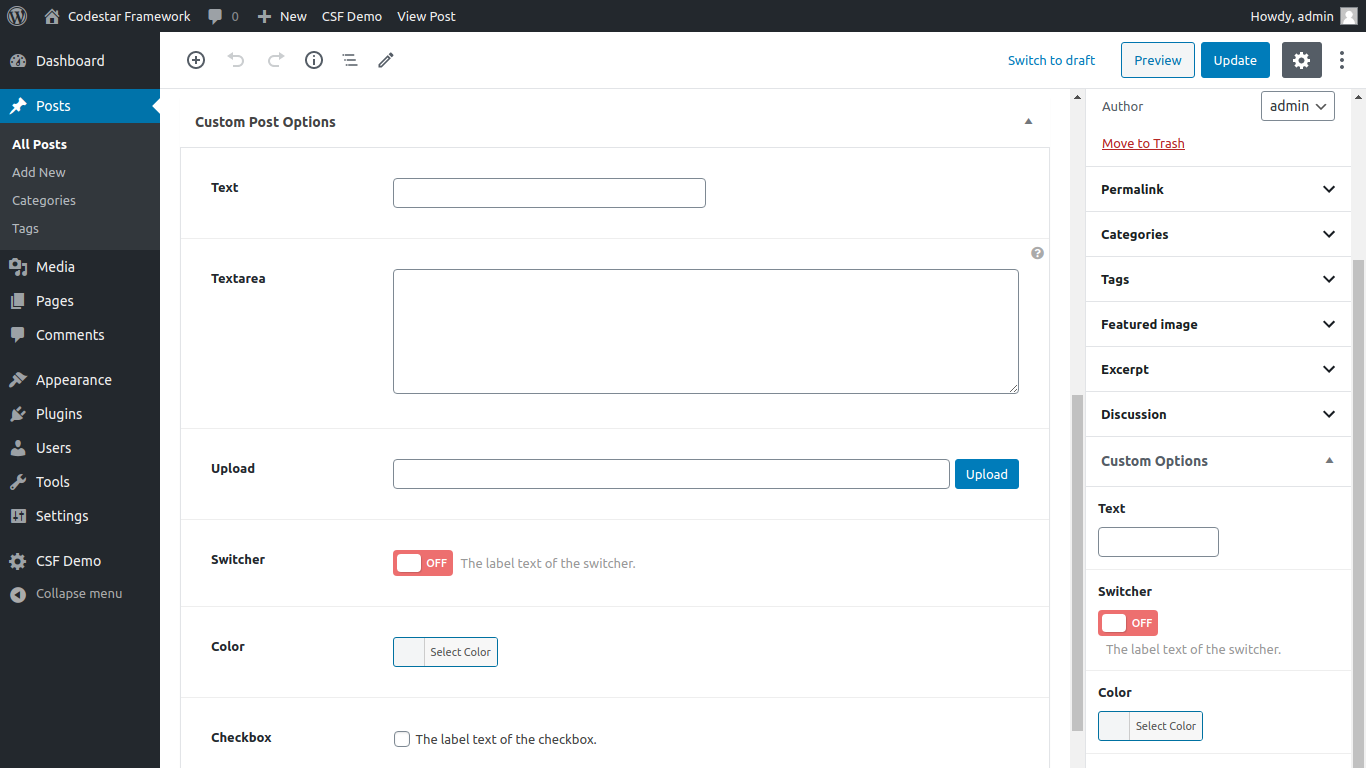 Codestar Framework 0 New CSF Demo View Post Howdy, admin
Dashboard
Posts
All Posts
Add New
Categories
Tags
Media
Pages
Comments
Appearance
Plugins
Users
Tools
Settings
CSF Demo
Collapse menu
Switch to draft Preview Update
Custom Post Options
Text
Textarea
?
Upload Upload
Switcher OFF The label text of the switcher.
Color Select Color
Checkbox The label text of the checkbox.
Author admin
Move to Trash
Permalink
Categories
Tags
Featured image
Excerpt
Discussion
Custom Options
Text
Switcher
OFF
The label text of the switcher.
Color
Select Color